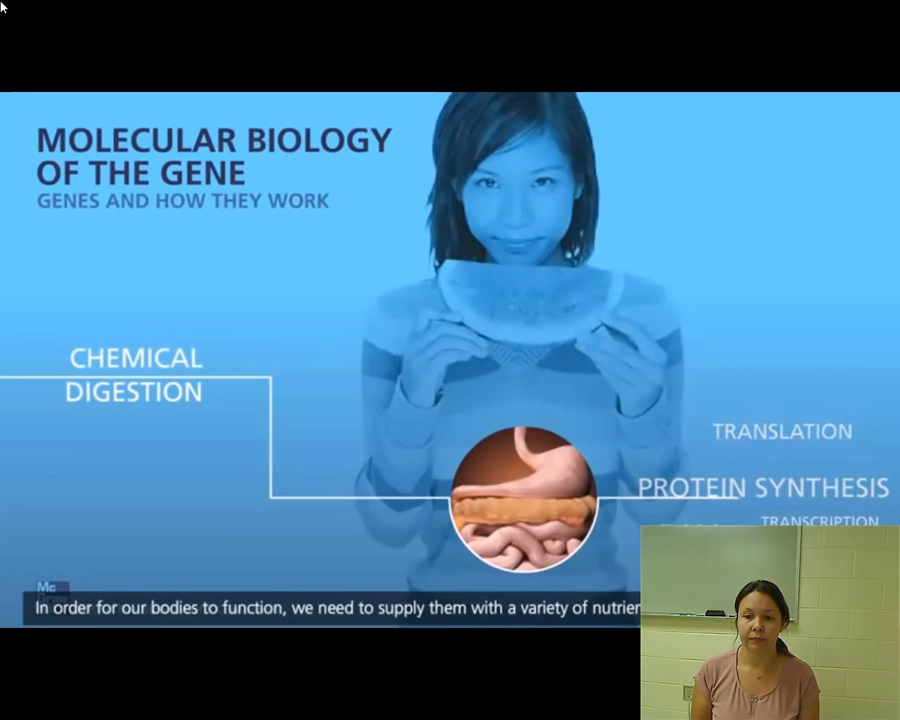 MOLECULAR BIOLOGY
OF THE GENE
GENES AND HOW THEY WORK
CHEMICAL
DIGESTION
TRANSLATION
PROTEIN SYNTHESIS
TRANSCRIPTION
Mc
In order for our bodies to function, we need to supply them with a variety of